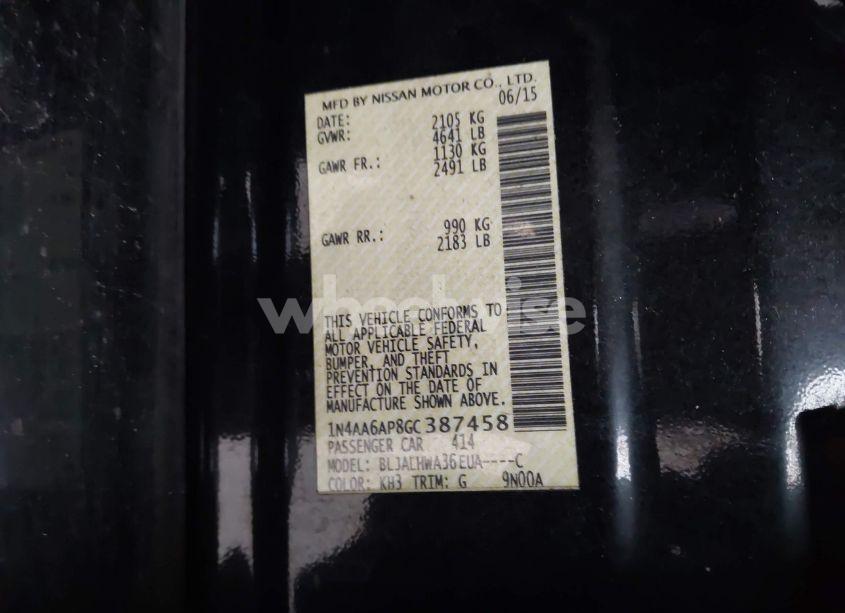 MFD BY NISSAN MOTOR CO., LTD.
DATE: 06/15
GVWR: 2105 KG
4641 LB
GAWR FR.: 1130 KG
2491 LB
GAWR RR.: 990 KG
2183 LB
wheelwise
THIS VEHICLE CONFORMS TO
ALL APPLICABLE FEDERAL
MOTOR VEHICLE SAFETY,
BUMPER, AND THEFT
PREVENTION STANDARDS IN
EFFECT ON THE DATE OF
MANUFACTURE SHOWN ABOVE.
1N4AA6AP8GC387458
PASSENGER CAR 414
MODEL: BL3ALHWA36EUA----C
COLOR: KH3 TRIM: G 9N00A